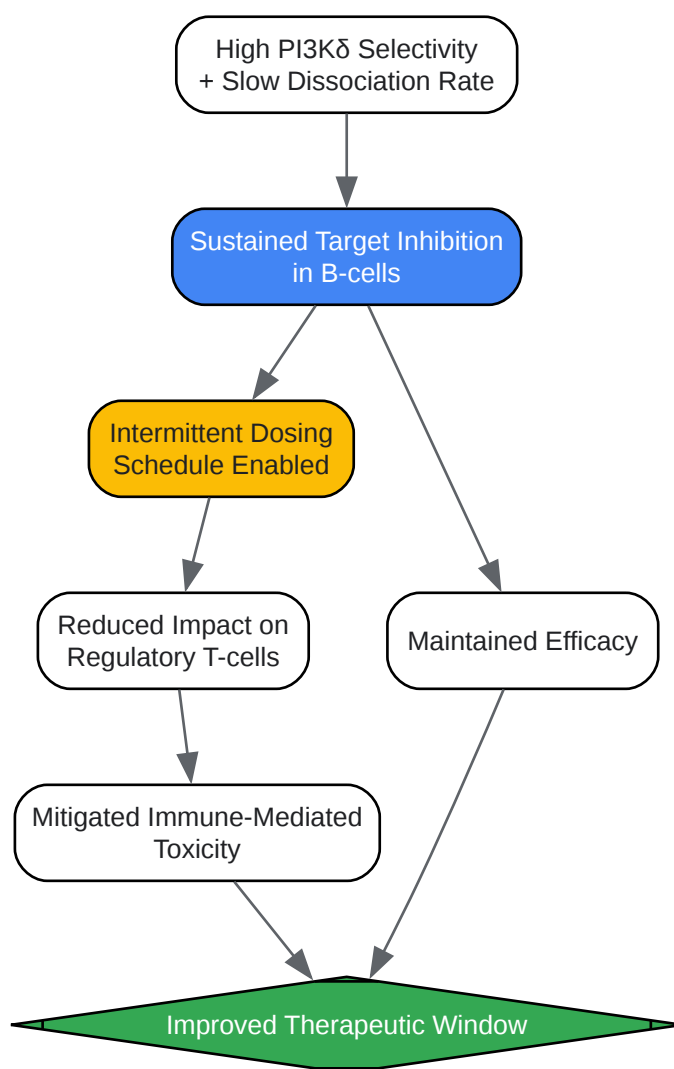 High PI3Kδ Selectivity
+ Slow Dissociation Rate
Sustained Target Inhibition
in B-cells
Intermittent Dosing
Schedule Enabled
Reduced Impact on
Regulatory T-cells
Maintained Efficacy
Mitigated Immune-Mediated
Toxicity
Improved Therapeutic Window